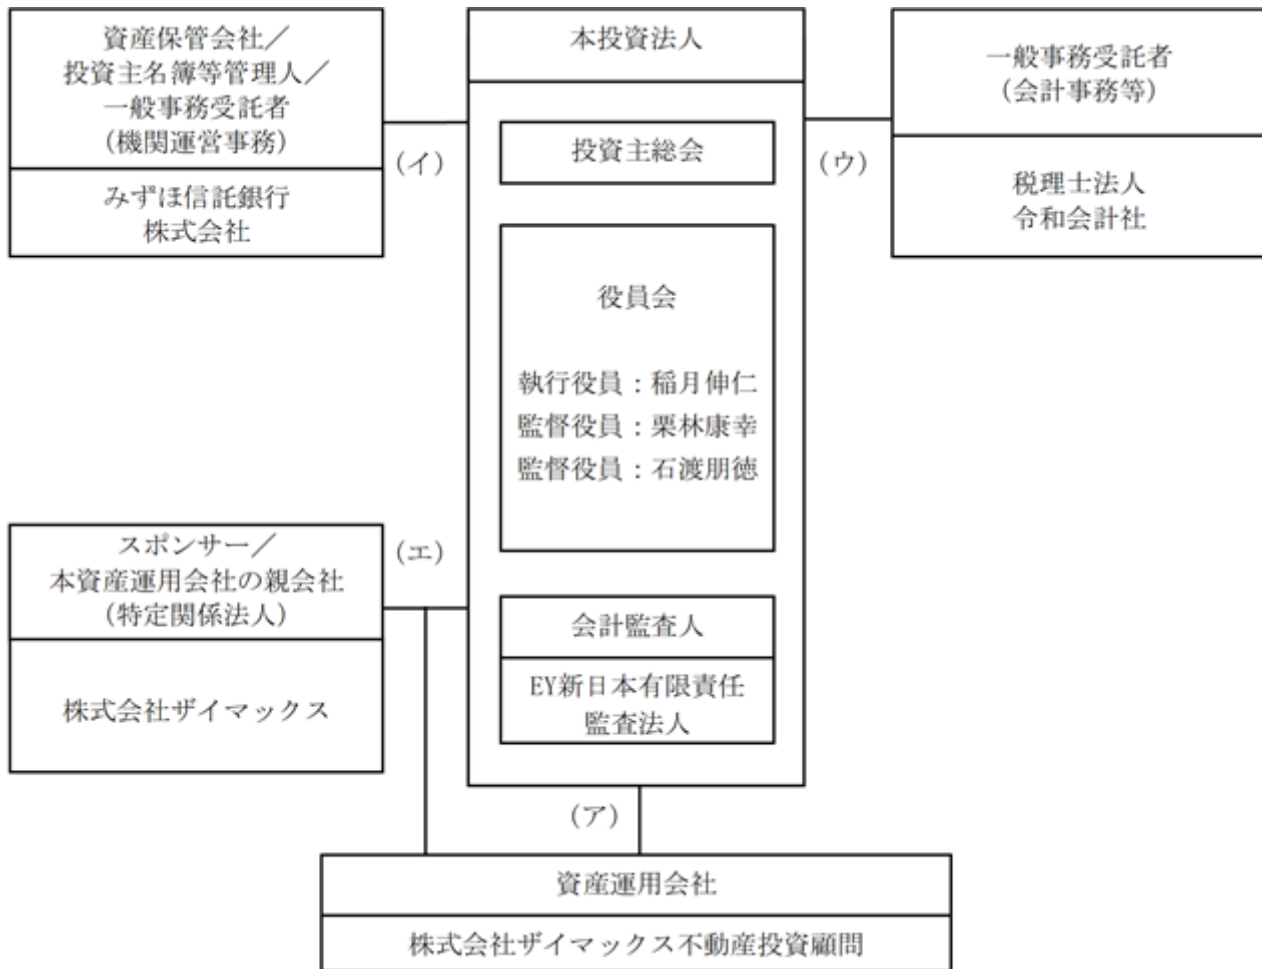 資産保管会社／
投資主名簿等管理人／
一般事務受託者
（機関運営事務）
みずほ信託銀行
株式会社
（イ）
本投資法人
投資主総会
役員会
執行役員：稲月伸仁
監督役員：栗林康幸
監督役員：石渡朋徳
会計監査人
EY新日本有限責任
監査法人
（ウ）
一般事務受託者
（会計事務等）
税理士法人
令和会計社
スポンサー／
本資産運用会社の親会社
（特定関係法人）
株式会社ザイマックス
（エ）
（ア）
資産運用会社
株式会社ザイマックス不動産投資顧問